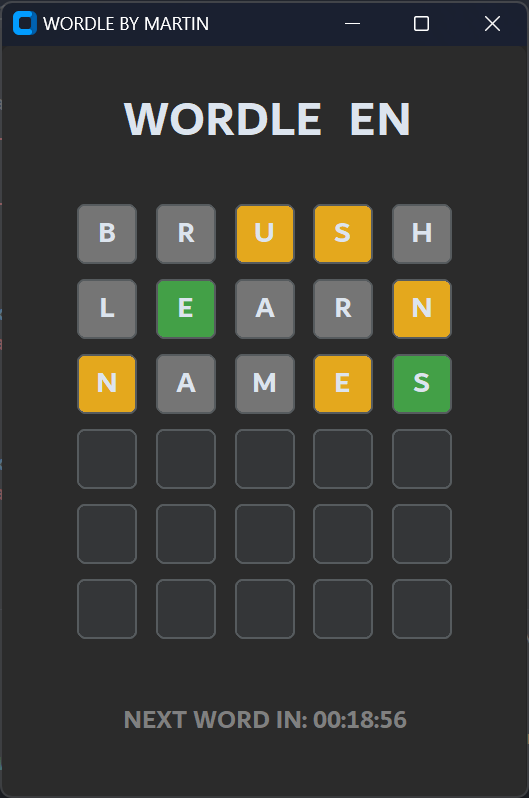 WORDLE BY MARTIN
WORDLE EN
B R U S H
L E A R N
N A M E S
NEXT WORD IN: 00:18:56